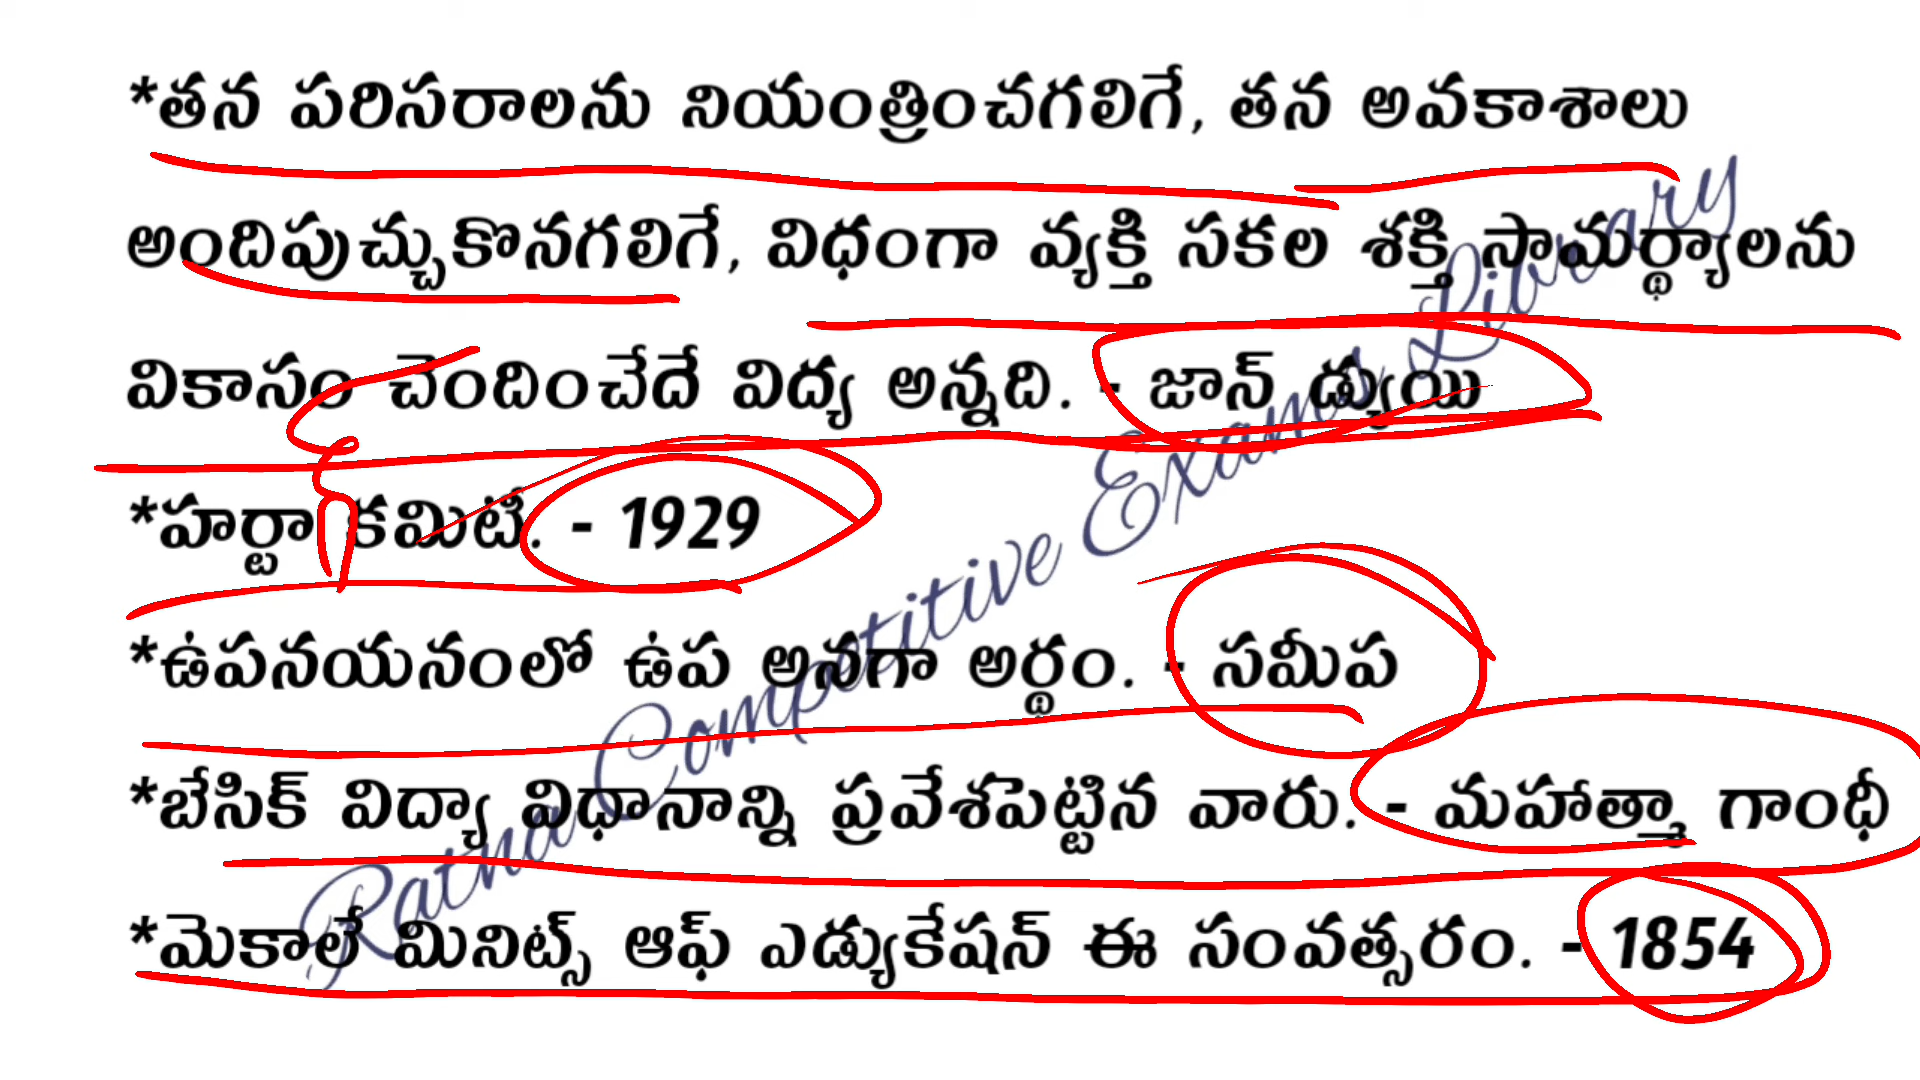 *తన పరిసరాలను నియంత్రించగలిగే, తన అవకాశాలు
అందిపుచ్చుకొనగలిగే, విధంగా వ్యక్తి సకల శక్తి సామర్థ్యాలను
వికాసం చెందించేదే విద్య అన్నది. - జాన్ డ్యుయి
*హర్టా కమిటీ. - 1929
*ఉపనయనంలో ఉప అనగా అర్థం. - సమీప
*బేసిక్ విద్యా విధానాన్ని ప్రవేశపెట్టిన వారు. - మహాత్మా గాంధీ
*మెకాలే మినిట్స్ ఆఫ్ ఎడ్యుకేషన్ ఈ సంవత్సరం. - 1854
Ratna Competitive Exams Library